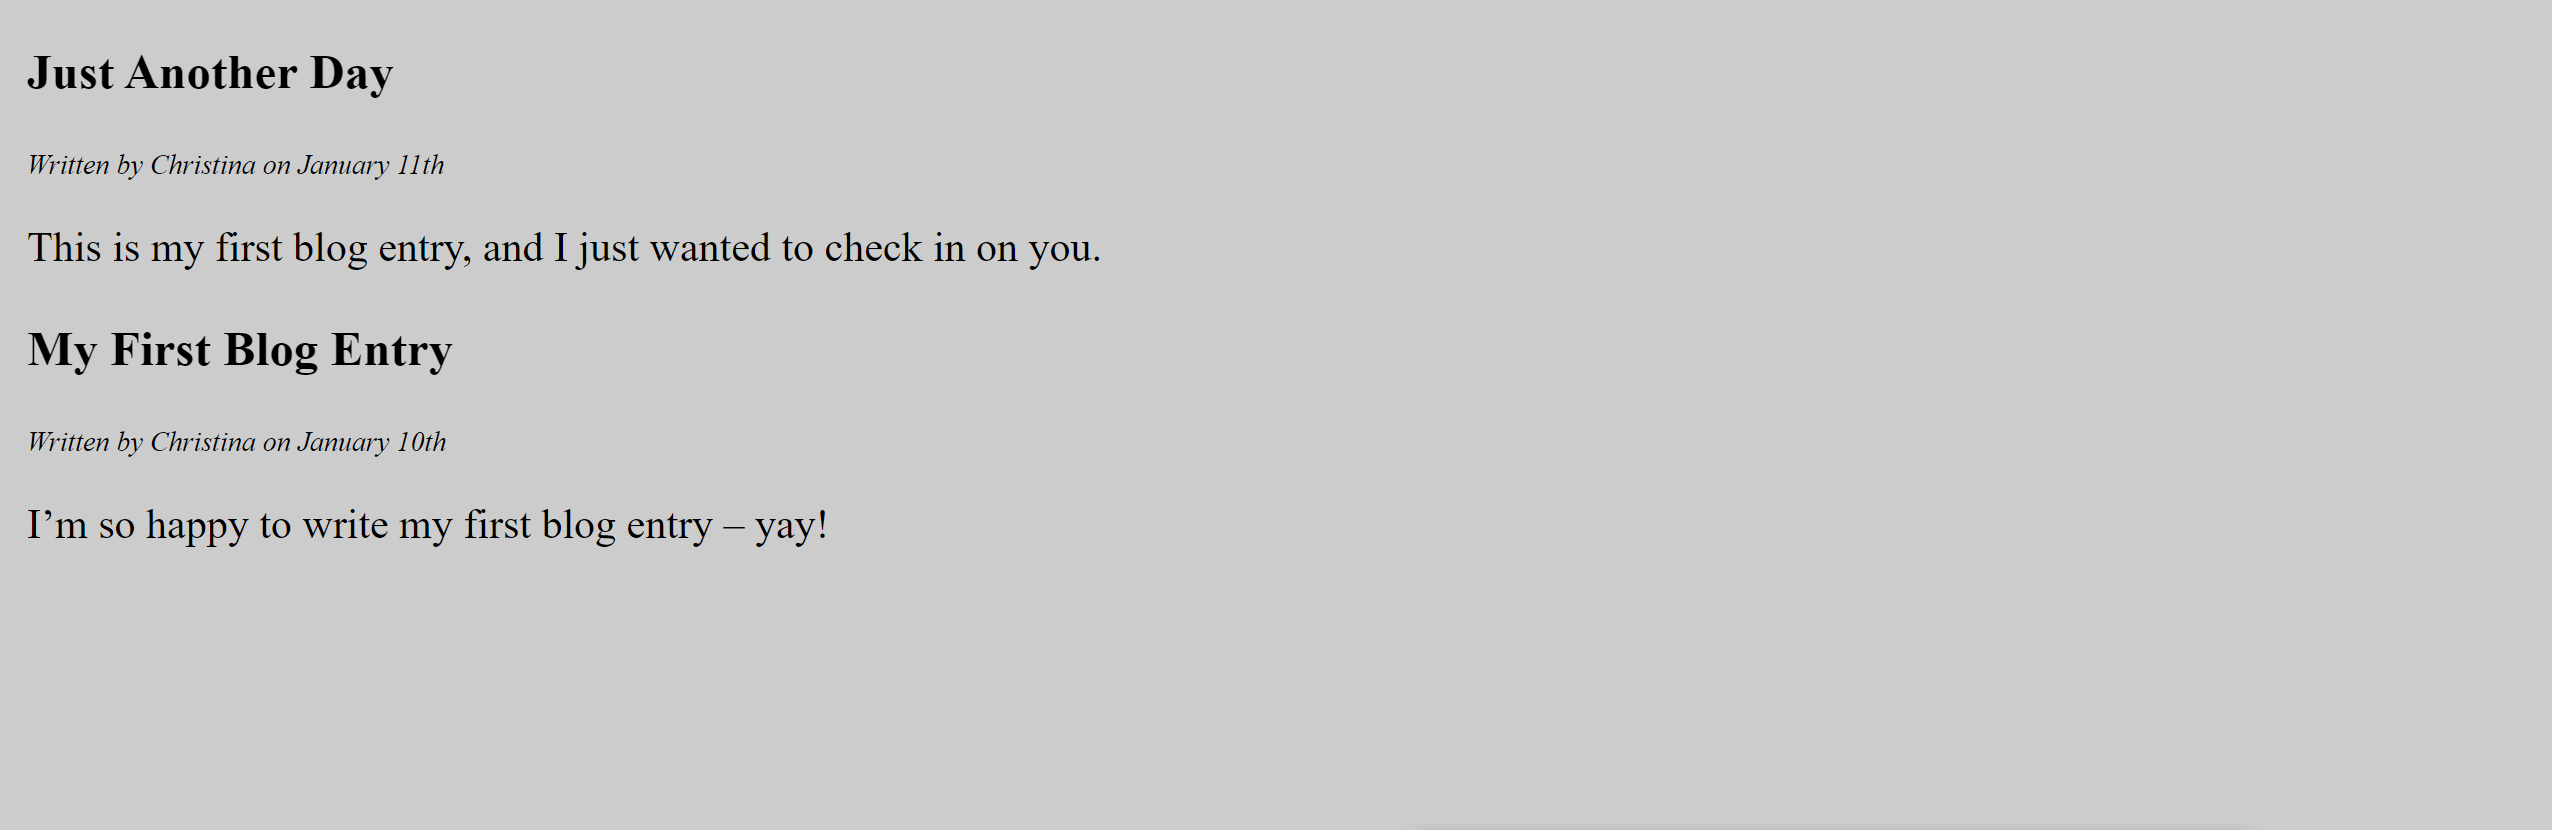 Just Another Day
Written by Christina on January 11th
This is my first blog entry, and I just wanted to check in on you.
My First Blog Entry
Written by Christina on January 10th
I’m so happy to write my first blog entry – yay!